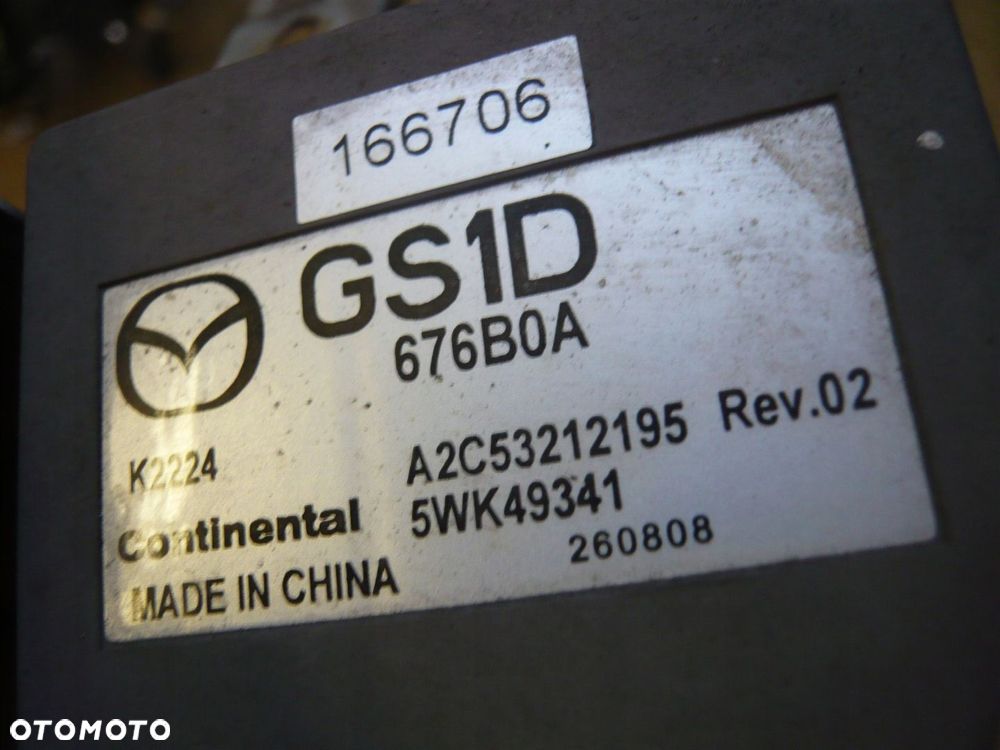 166706
GS1D
676B0A
K2224
A2C53212195 Rev.02
Continental
5WK49341
MADE IN CHINA
260808
OTOMOTO